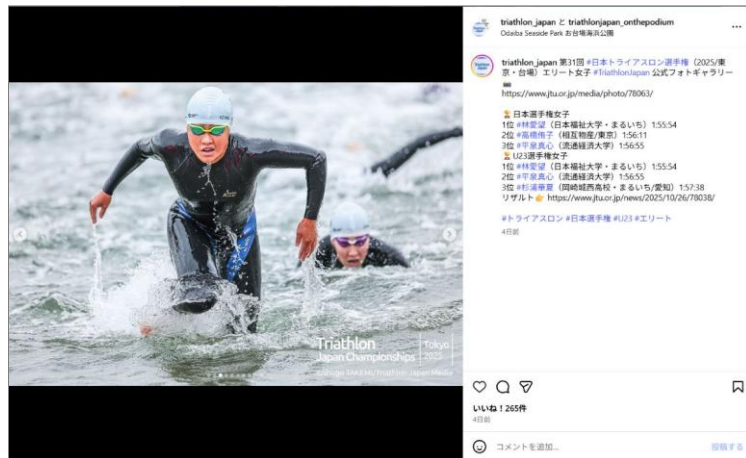 triathlon_japan と triathlonjapan_onthepodium
Odaiba Seaside Park お台場海浜公園
triathlon_japan 第31回 #日本トライアスロン選手権（2025/東
京・台場）エリート女子 #TriathlonJapan 公式フォトギャラリー
📷
https://www.jtu.or.jp/media/photo/78063/
🏅日本選手権女子
1位 #林愛望（日本福祉大学・まるいち）1:55:54
2位 #高橋侑子（相互物産/東京）1:56:11
3位 #平泉真心（流通経済大学）1:56:55
🏅U23選手権女子
1位 #林愛望（日本福祉大学・まるいち）1:55:54
2位 #平泉真心（流通経済大学）1:56:55
3位 #杉浦華夏（岡崎城西高校・まるいち/愛知）1:57:38
リザルト👉 https://www.jtu.or.jp/news/2025/10/26/78038/
#トライアスロン #日本選手権 #U23 #エリート
4日前
Triathlon
Japan Championships
Tokyo
2025
TAKEMI/Triathlon Japan Media
いいね！265件
4日前
コメントを追加...
投稿する